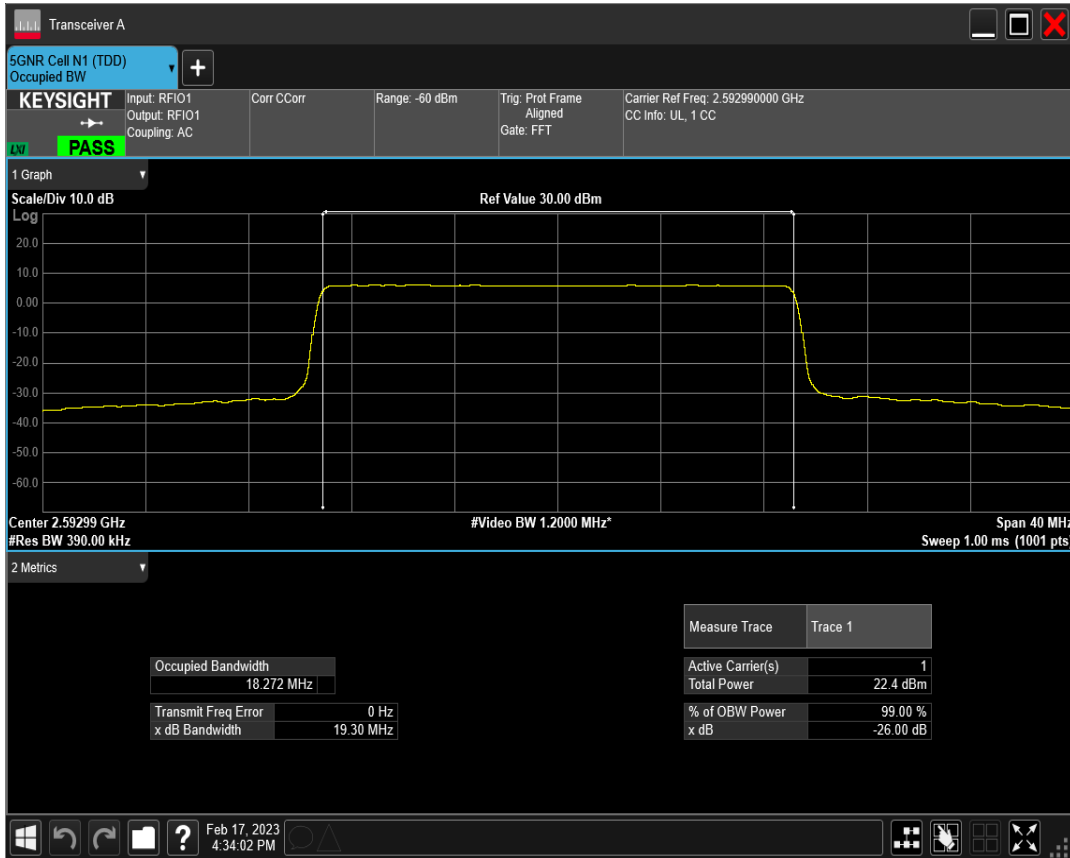 Transceiver A
5GNR Cell N1 (TDD)
Occupied BW
+
KEYSIGHT
LXI
PASS
Input: RFIO1
Output: RFIO1
Coupling: AC
Corr CCorr
Range: -60 dBm
Trig: Prot Frame
Aligned
Gate: FFT
Carrier Ref Freq: 2.592990000 GHz
CC Info: UL, 1 CC
1 Graph
Scale/Div 10.0 dB
Ref Value 30.00 dBm
Log
20.0
10.0
0.00
-10.0
-20.0
-30.0
-40.0
-50.0
-60.0
Center 2.59299 GHz
#Video BW 1.2000 MHz*
Span 40 MHz
#Res BW 390.00 kHz
Sweep 1.00 ms (1001 pts)
2 Metrics
Measure Trace Trace 1
Occupied Bandwidth
18.272 MHz
Active Carrier(s) 1
Total Power 22.4 dBm
Transmit Freq Error 0 Hz
x dB Bandwidth 19.30 MHz
% of OBW Power 99.00 %
x dB -26.00 dB
?
Feb 17, 2023
4:34:02 PM